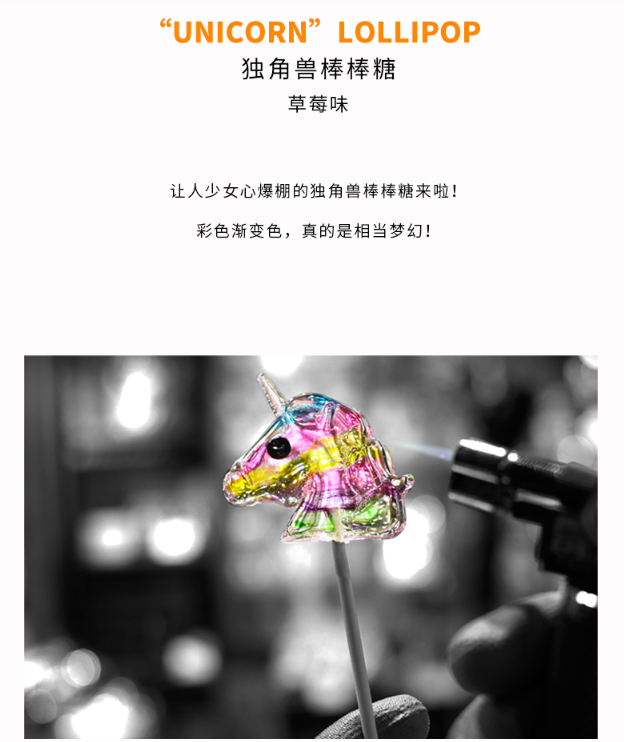 “UNICORN”LOLLIPOP
独角兽棒棒糖
草莓味
让人少女心爆棚的独角兽棒棒糖来啦！
彩色渐变色，真的是相当梦幻！